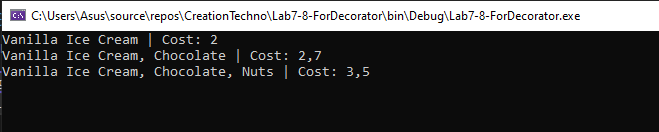 C:\Users\Asus\source\repos\CreationTechno\Lab7-8-ForDecorator\bin\Debug\Lab7-8-ForDecorator.exe
Vanilla Ice Cream | Cost: 2
Vanilla Ice Cream, Chocolate | Cost: 2,7
Vanilla Ice Cream, Chocolate, Nuts | Cost: 3,5